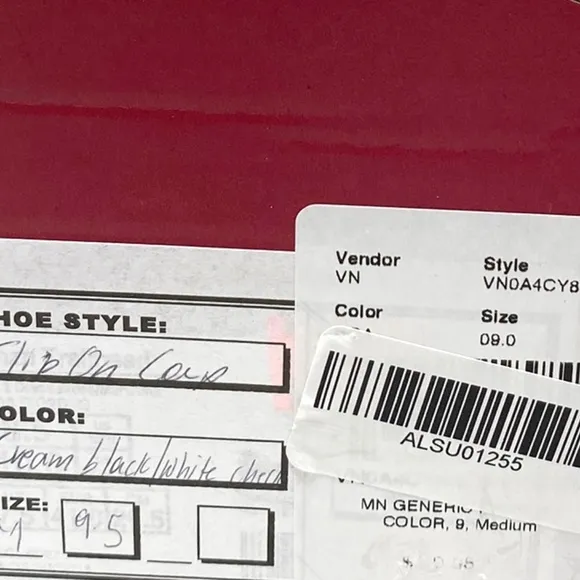 HOE STYLE:
Slip On
OLOR:
Cream black/white check
IZE:
M 9.5
Vendor Style
VN VN0A4CY8
Color Size
09.0
ALSU01255
MN GENERIC
COLOR, 9, Medium